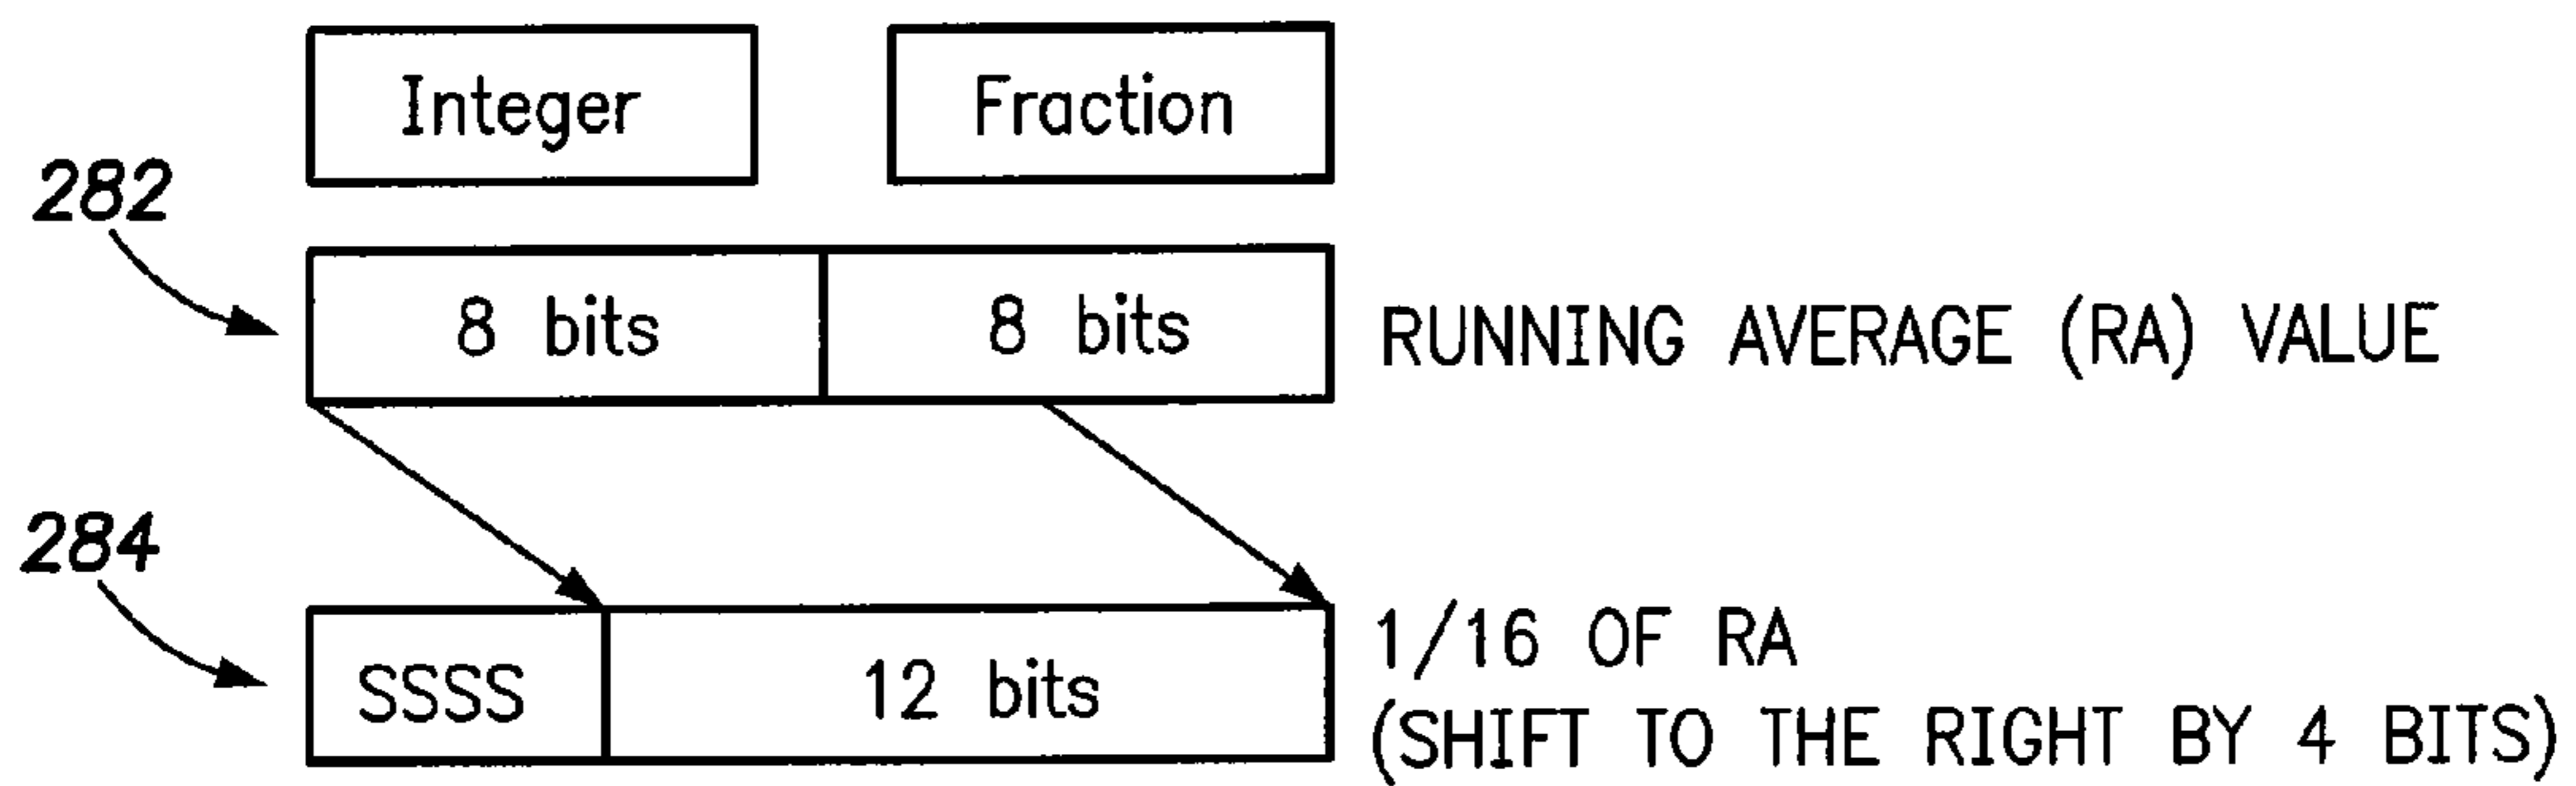 Integer Fraction
282
8 bits 8 bits RUNNING AVERAGE (RA) VALUE
284
SSSS 12 bits 1/16 OF RA
(SHIFT TO THE RIGHT BY 4 BITS)